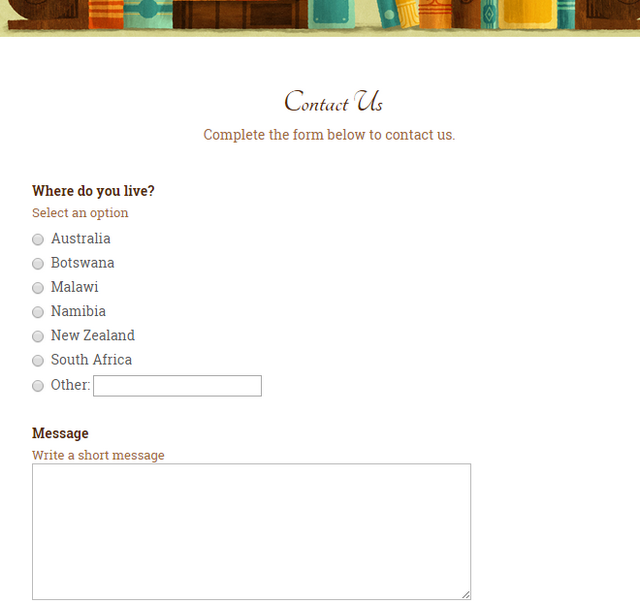 Contact Us
Complete the form below to contact us.
Where do you live?
Select an option
Australia
Botswana
Malawi
Namibia
New Zealand
South Africa
Other:
Message
Write a short message